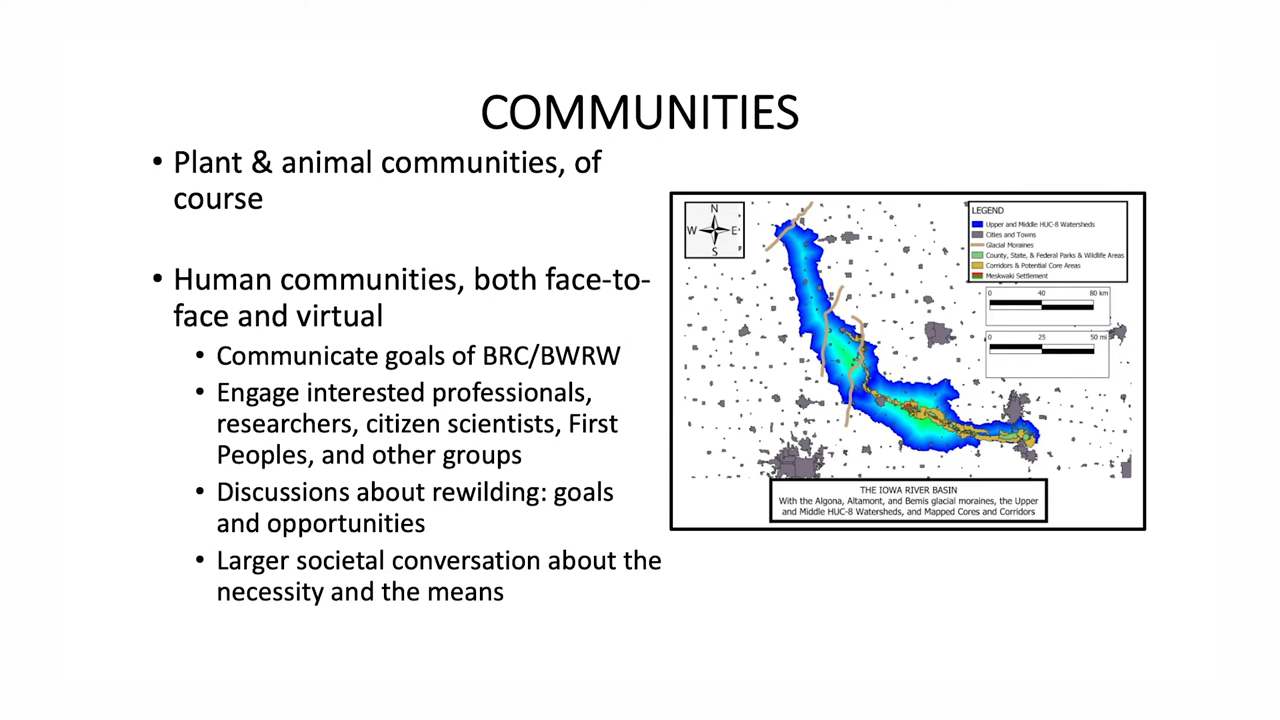 COMMUNITIES
• Plant & animal communities, of
course
• Human communities, both face-to-
face and virtual
• Communicate goals of BRC/BWRW
• Engage interested professionals,
researchers, citizen scientists, First
Peoples, and other groups
• Discussions about rewilding: goals
and opportunities
• Larger societal conversation about the
necessity and the means
N
W E
S
LEGEND
Upper and Middle HUC-8 Watersheds
Cities and Towns
Glacial Moraines
County, State, & Federal Parks & Wildlife Areas
Corridors & Potential Core Areas
Meskwaki Settlement
0 40 80 km
0 25 50 mi
THE IOWA RIVER BASIN
With the Algona, Altamont, and Bemis glacial moraines, the Upper
and Middle HUC-8 Watersheds, and Mapped Cores and Corridors